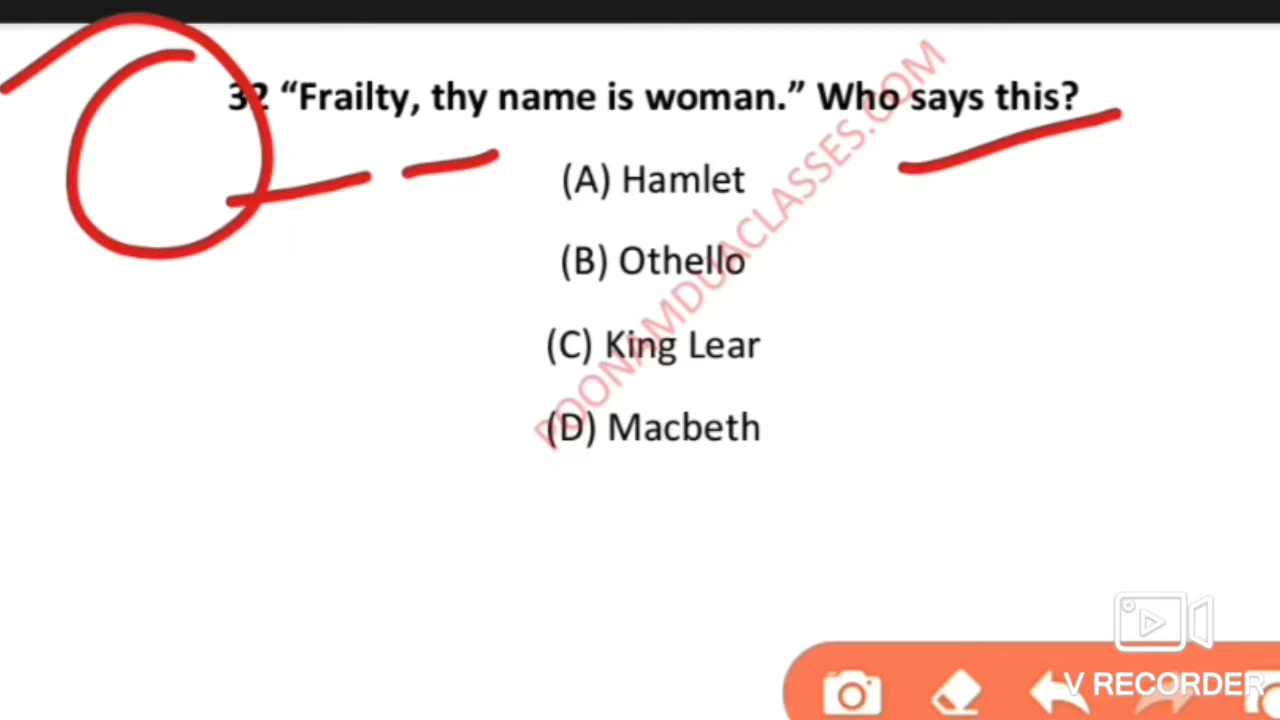 32 “Frailty, thy name is woman.” Who says this?
(A) Hamlet
(B) Othello
(C) King Lear
(D) Macbeth
POONAMDUACLASSES.COM
V RECORDER